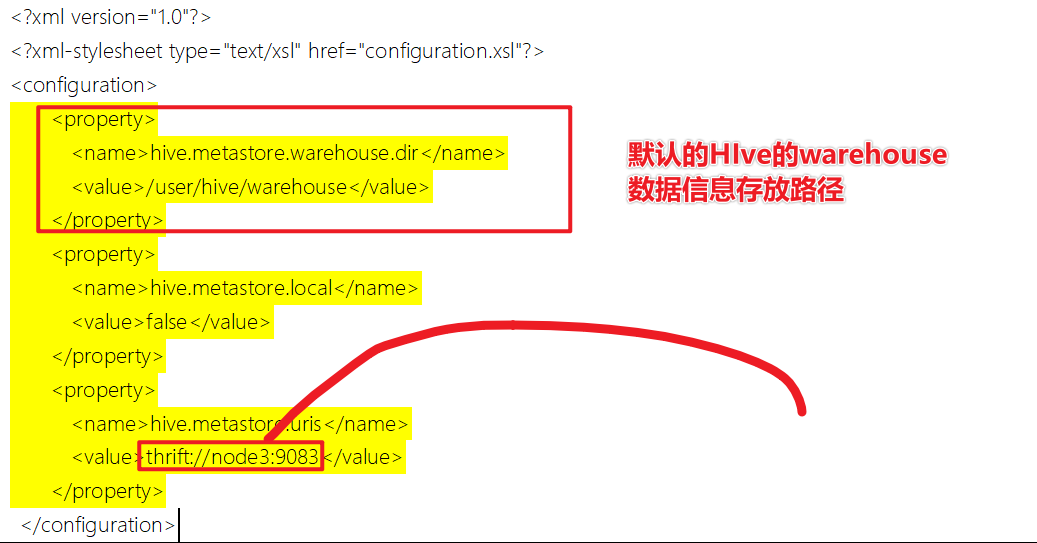 <?xml version="1.0"?>
<?xml-stylesheet type="text/xsl" href="configuration.xsl"?>
<configuration>
<property>
<name>hive.metastore.warehouse.dir</name>
<value>/user/hive/warehouse</value>
</property>
默认的HIve的warehouse
数据信息存放路径
<property>
<name>hive.metastore.local</name>
<value>false</value>
</property>
<property>
<name>hive.metastore.uris</name>
<value>thrift://node3:9083</value>
</property>
</configuration>